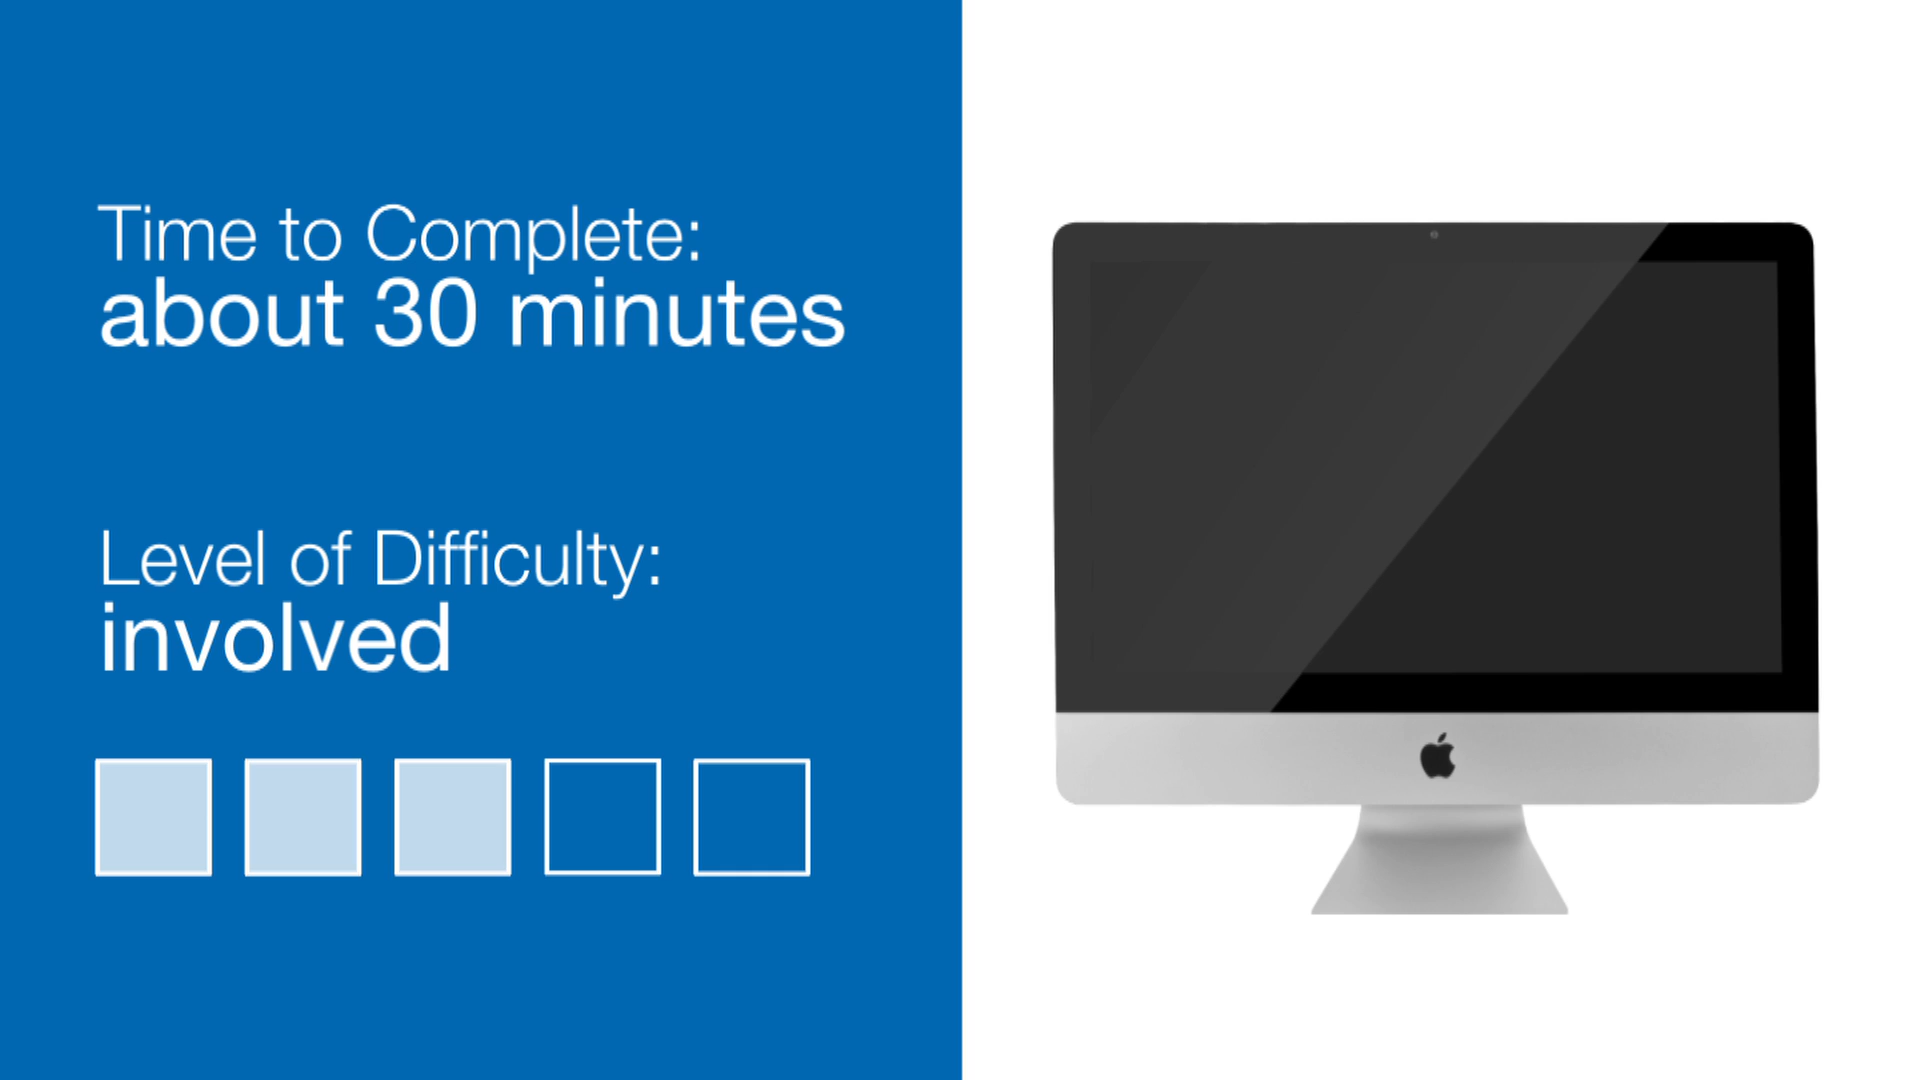 Time to Complete:
about 30 minutes
Level of Difficulty:
involved